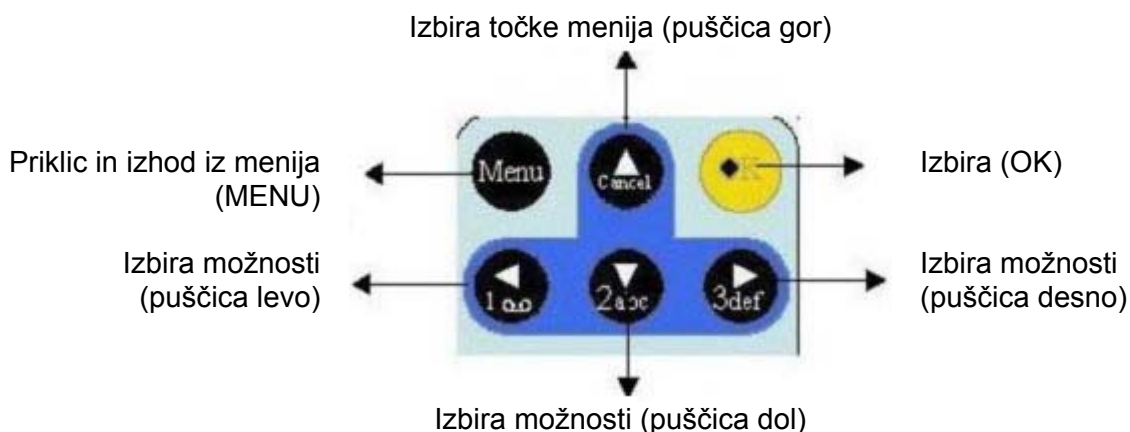 Izbira točke menija (puščica gor)
Priklic in izhod iz menija
(MENU)
Menu
Cancel
Izbira (OK)
Izbira možnosti
(puščica levo)
1
2abc
3def
Izbira možnosti
(puščica desno)
Izbira možnosti (puščica dol)